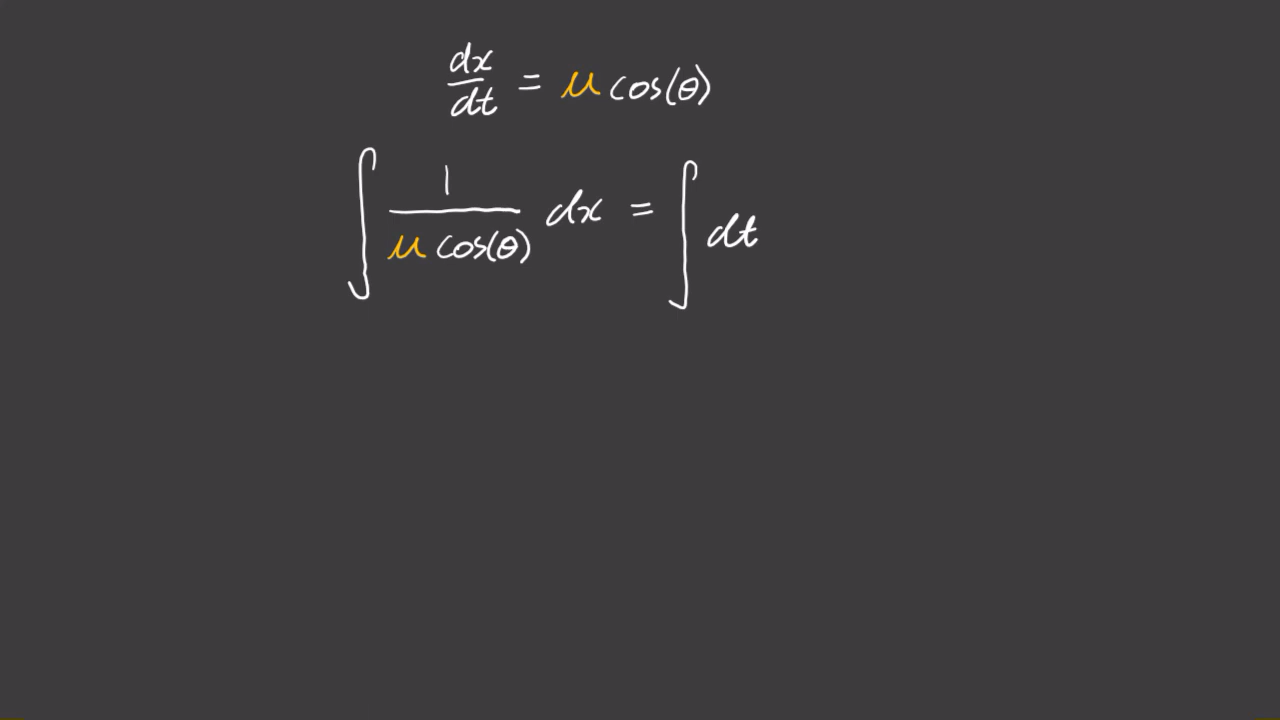 dx/dt = u cos(θ)
∫ 1/(u cos(θ)) dx = ∫ dt